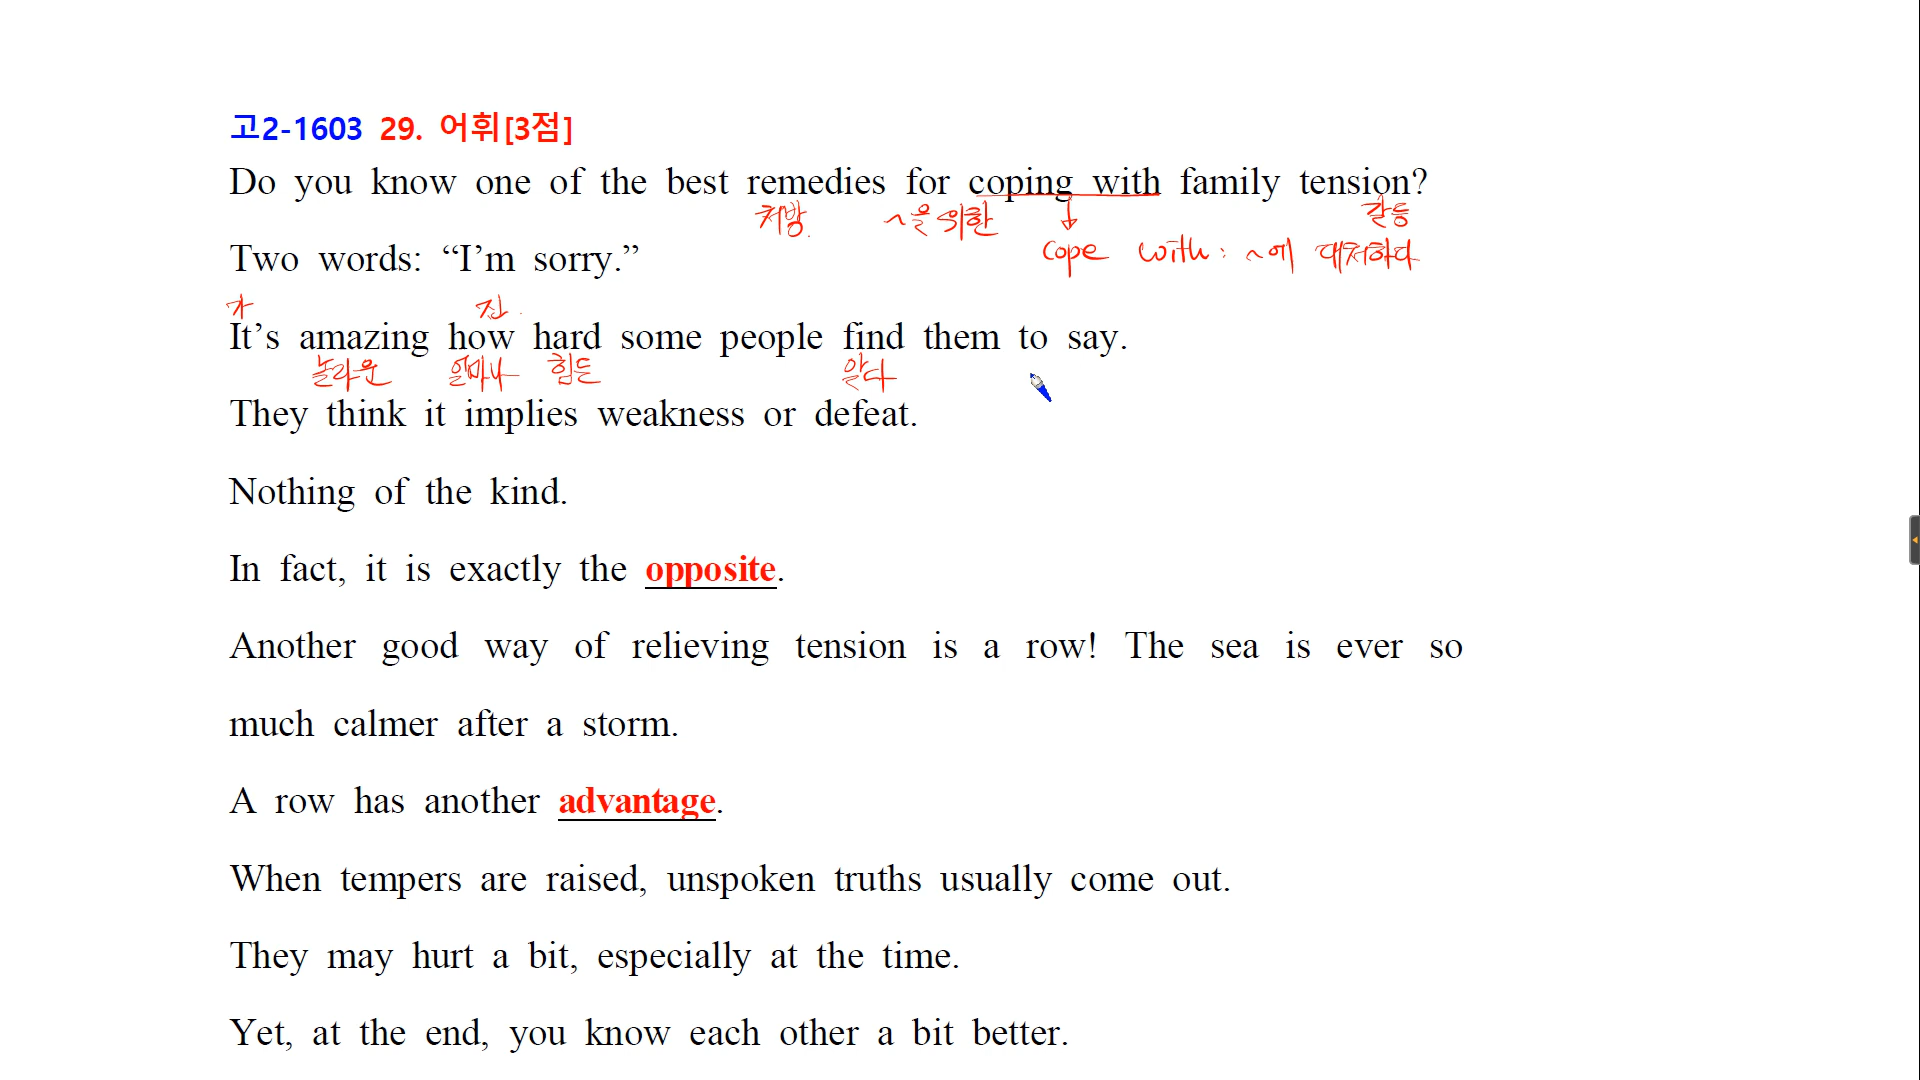 고2-1603 29. 어휘[3점]
Do you know one of the best remedies for coping with family tension?
처방. ~을 위한 갈등
Two words: “I’m sorry.”
cope with : ~에 대처하다
가 진
It’s amazing how hard some people find them to say.
놀라운 얼마나 힘든 알다
They think it implies weakness or defeat.
Nothing of the kind.
In fact, it is exactly the opposite.
Another good way of relieving tension is a row! The sea is ever so
much calmer after a storm.
A row has another advantage.
When tempers are raised, unspoken truths usually come out.
They may hurt a bit, especially at the time.
Yet, at the end, you know each other a bit better.